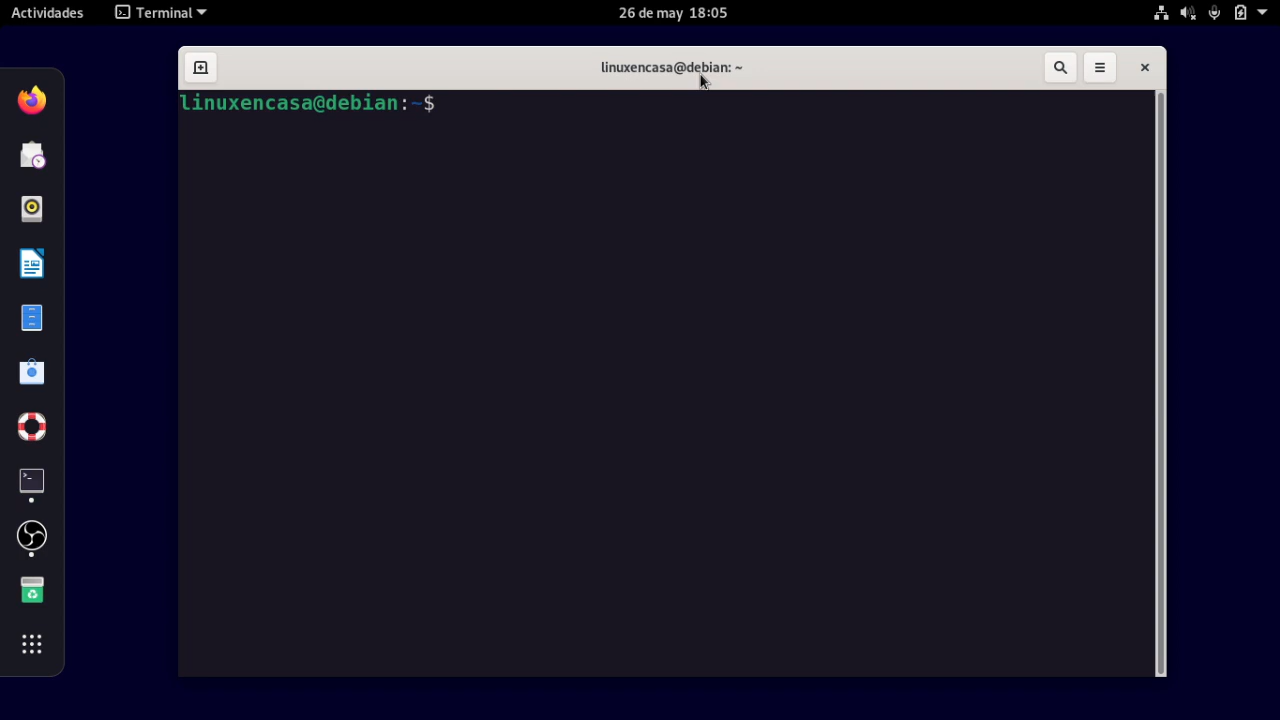 Actividades Terminal 26 de may 18:05
linuxencasa@debian: ~
linuxencasa@debian:~$